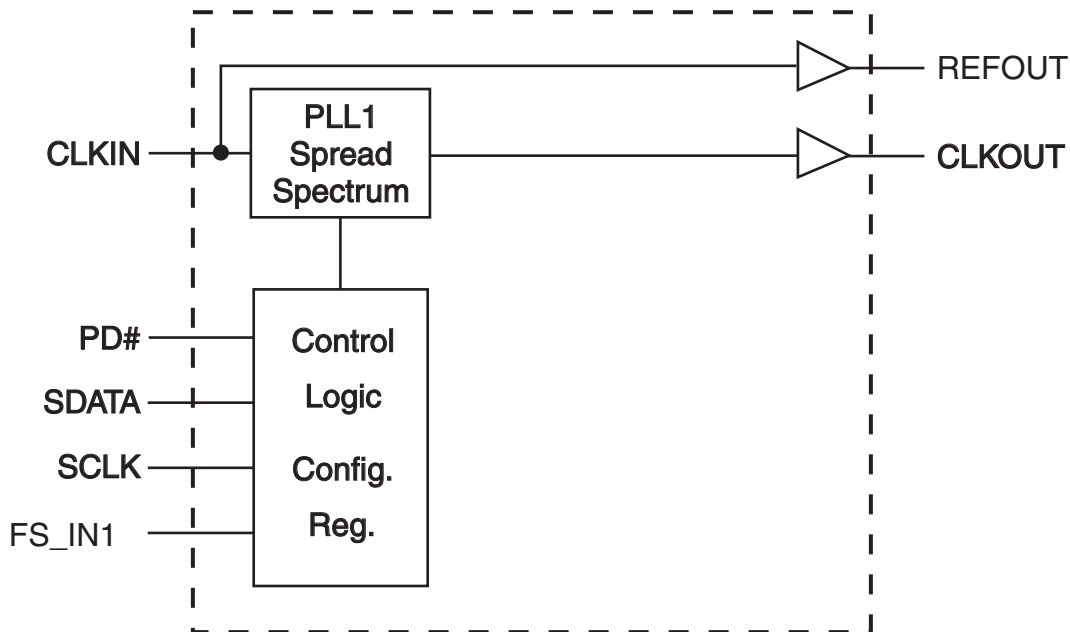 REFOUT
PLL1
Spread
Spectrum
CLKIN
CLKOUT
PD#
SDATA
SCLK
FS_IN1
Control
Logic
Config.
Reg.